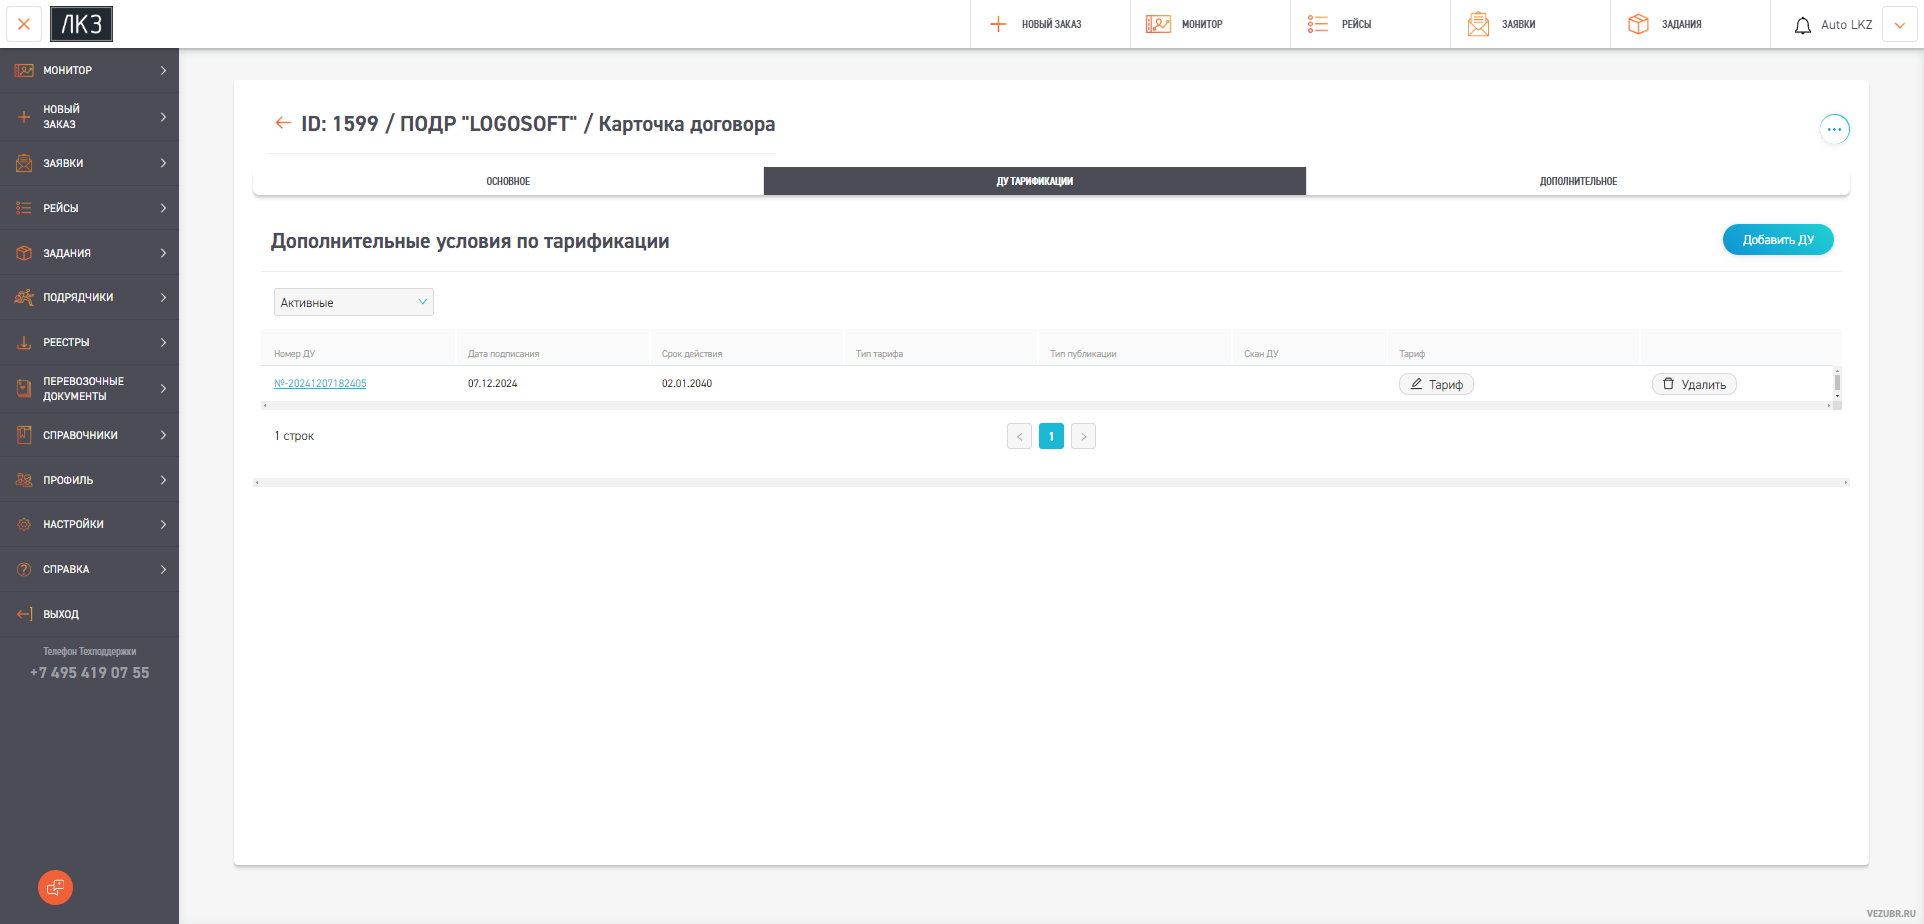 ЛКЗ
НОВЫЙ ЗАКАЗ
МОНИТОР
РЕЙСЫ
ЗАЯВКИ
ЗАДАНИЯ
Auto LKZ
МОНИТОР
НОВЫЙ
ЗАКАЗ
ЗАЯВКИ
РЕЙСЫ
ЗАДАНИЯ
ПОДРЯДЧИКИ
РЕЕСТРЫ
ПЕРЕВОЗОЧНЫЕ
ДОКУМЕНТЫ
СПРАВОЧНИКИ
ПРОФИЛЬ
НАСТРОЙКИ
СПРАВКА
ВЫХОД
Телефон Техподдержки
+7 495 419 07 55
ID: 1599 / ПОДР "LOGOSOFT" / Карточка договора
ОСНОВНОЕ
ДУ ТАРИФИКАЦИИ
ДОПОЛНИТЕЛЬНОЕ
Дополнительные условия по тарификации
Добавить ДУ
Активные
Номер ДУ
Дата подписания
Срок действия
Тип тарифа
Тип публикации
Скан ДУ
Тариф
№-20241207182405
07.12.2024
02.01.2040
Тариф
Удалить
1 строк
1
VEZUBR.RU